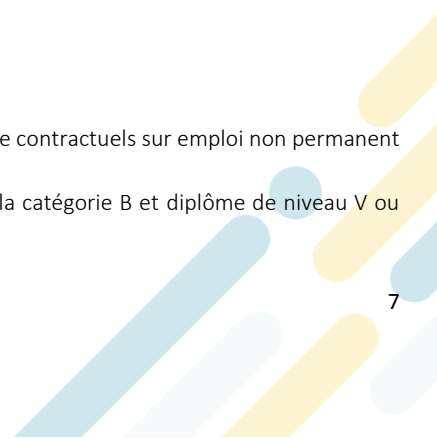 e contractuels sur emploi non permanent
la catégorie B et diplôme de niveau V ou
7